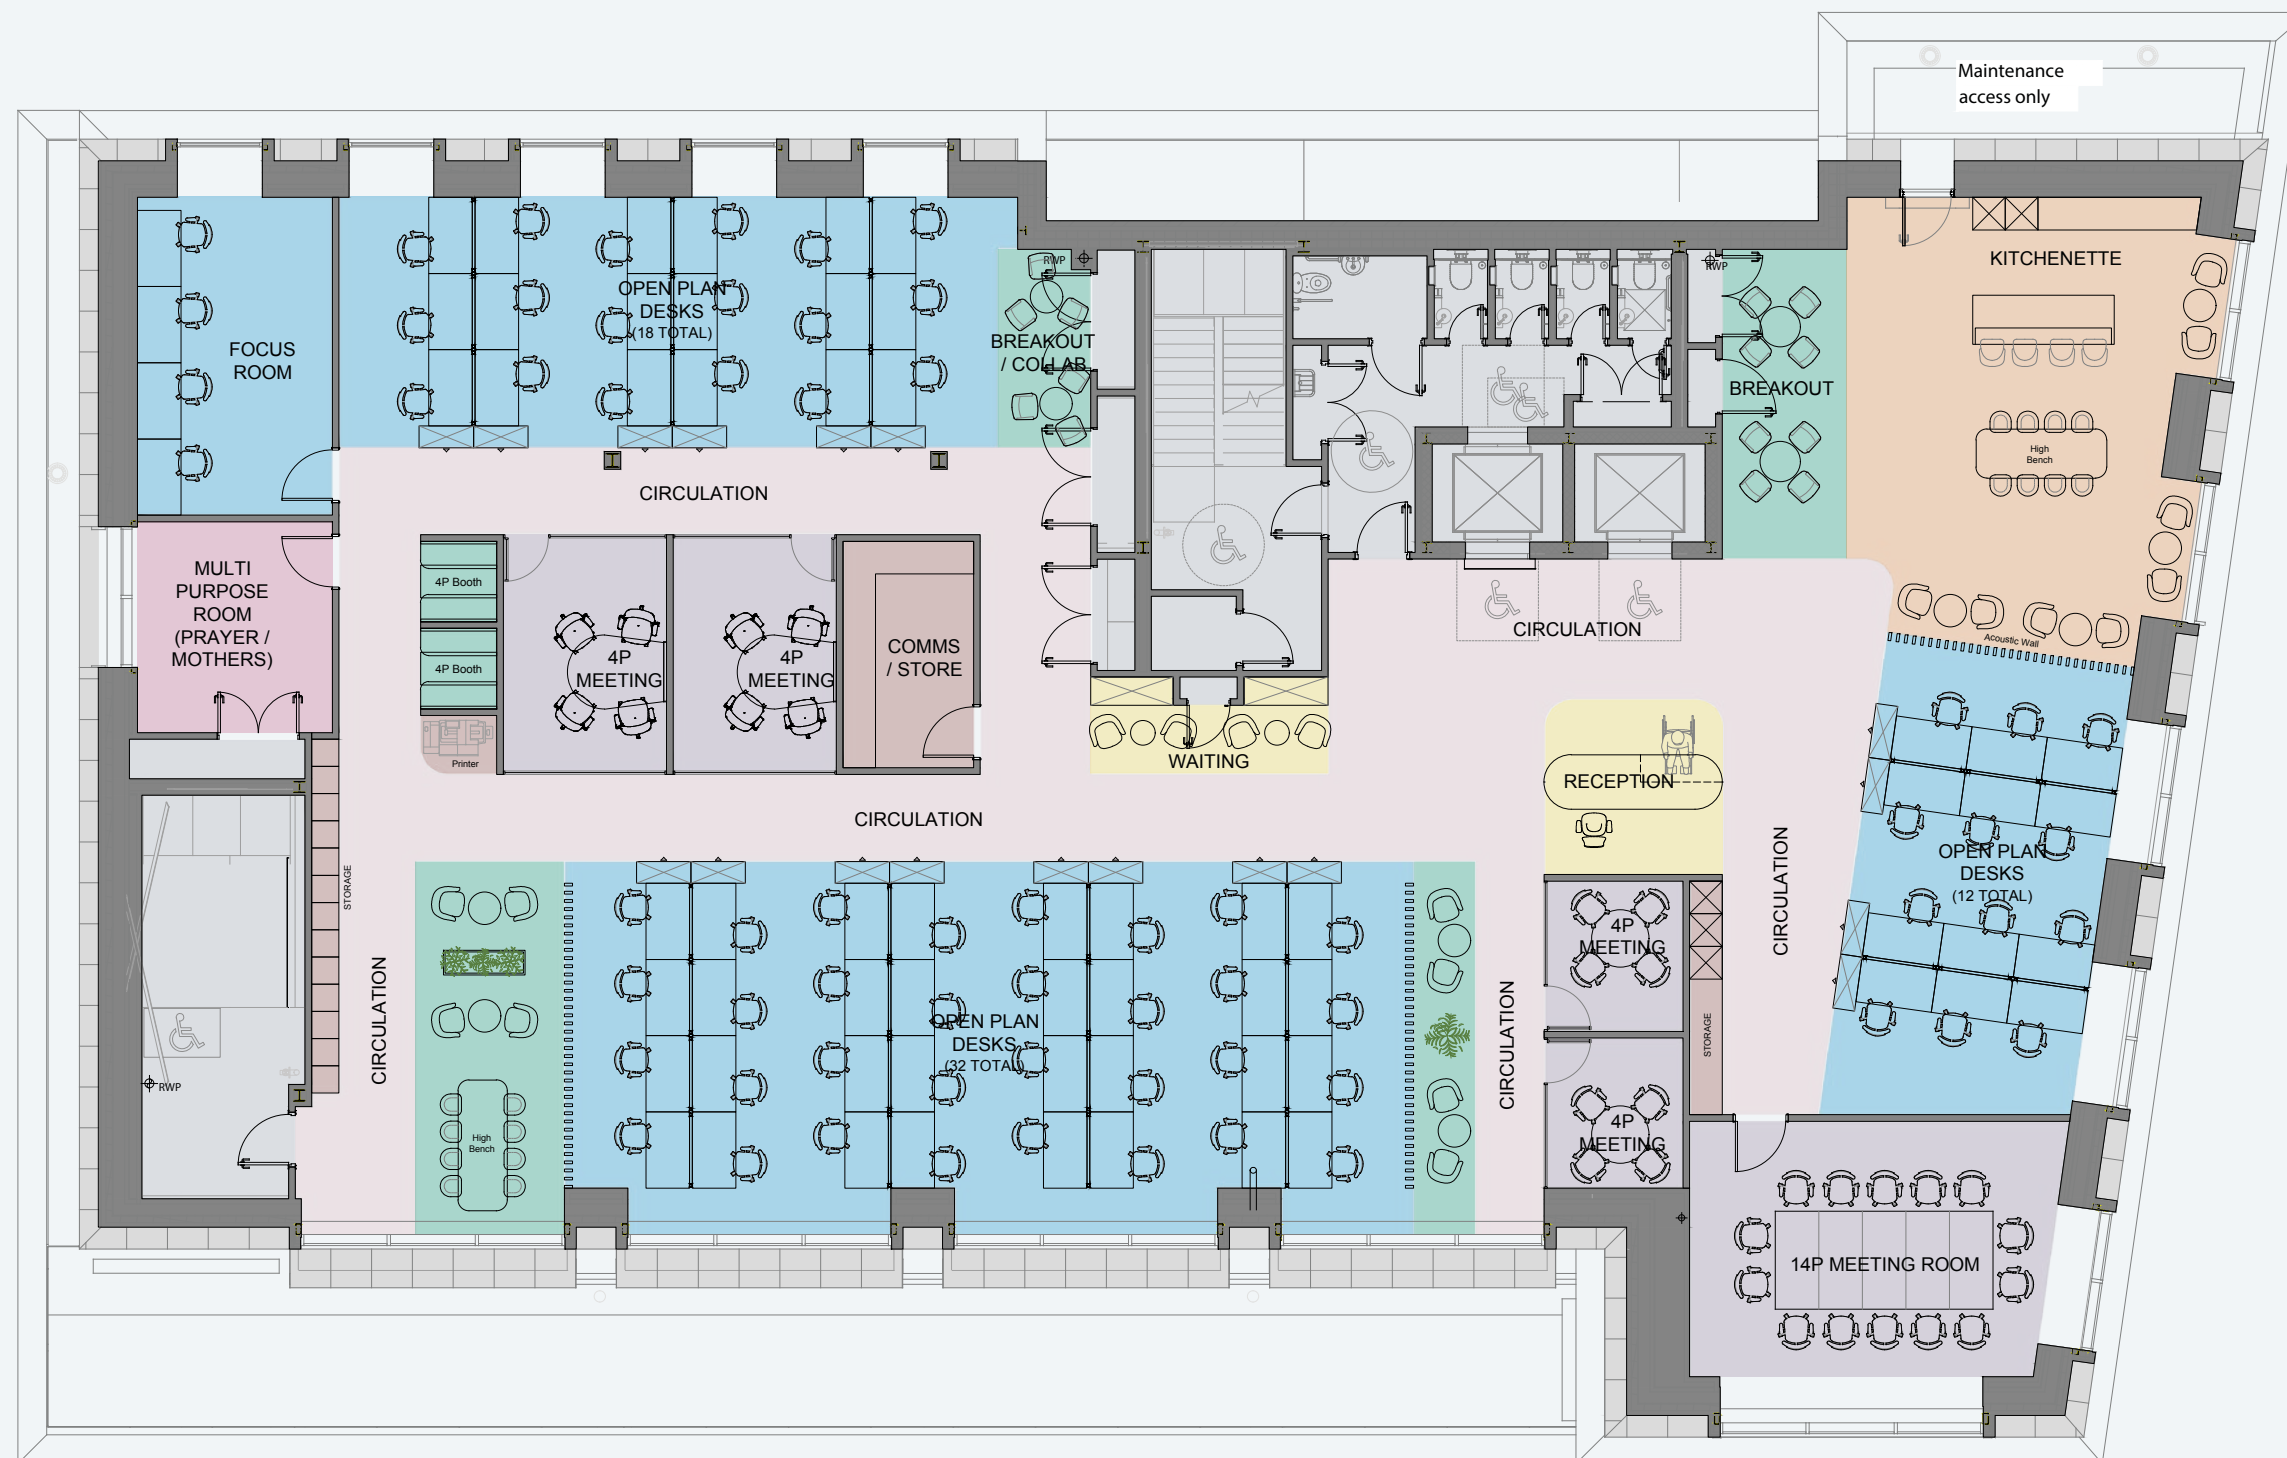 Maintenance
access only
KITCHENETTE
RWP
RWP
OPEN PLAN
DESKS
(18 TOTAL)
BREAKOUT
/ COLLAB
FOCUS
ROOM
BREAKOUT
High
Bench
CIRCULATION
MULTI
PURPOSE
ROOM
(PRAYER /
MOTHERS)
4P Booth
4P Booth
4P
MEETING
4P
MEETING
COMMS
/ STORE
CIRCULATION
Acoustic Wall
Printer
WAITING
RECEPTION
CIRCULATION
STORAGE
CIRCULATION
OPEN PLAN
DESKS
(12 TOTAL)
4P
MEETING
CIRCULATION
CIRCULATION
OPEN PLAN
DESKS
(32 TOTAL)
STORAGE
RWP
High
Bench
4P
MEETING
14P MEETING ROOM